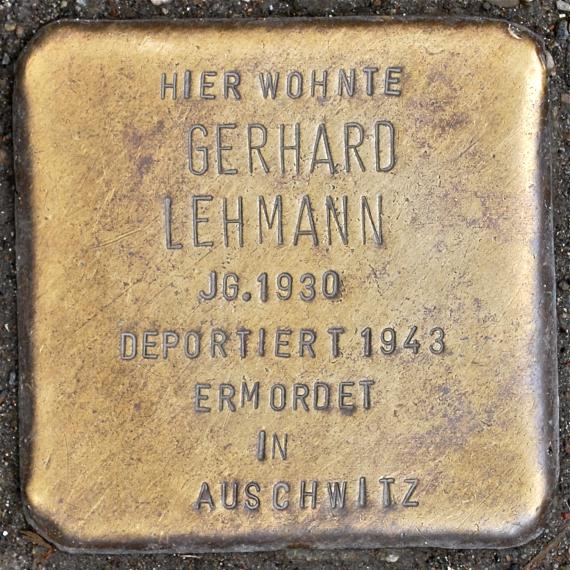 HIER WOHNTE
GERHARD
LEHMANN
JG.1930
DEPORTIERT 1943
ERMORDET
IN
AUSCHWITZ